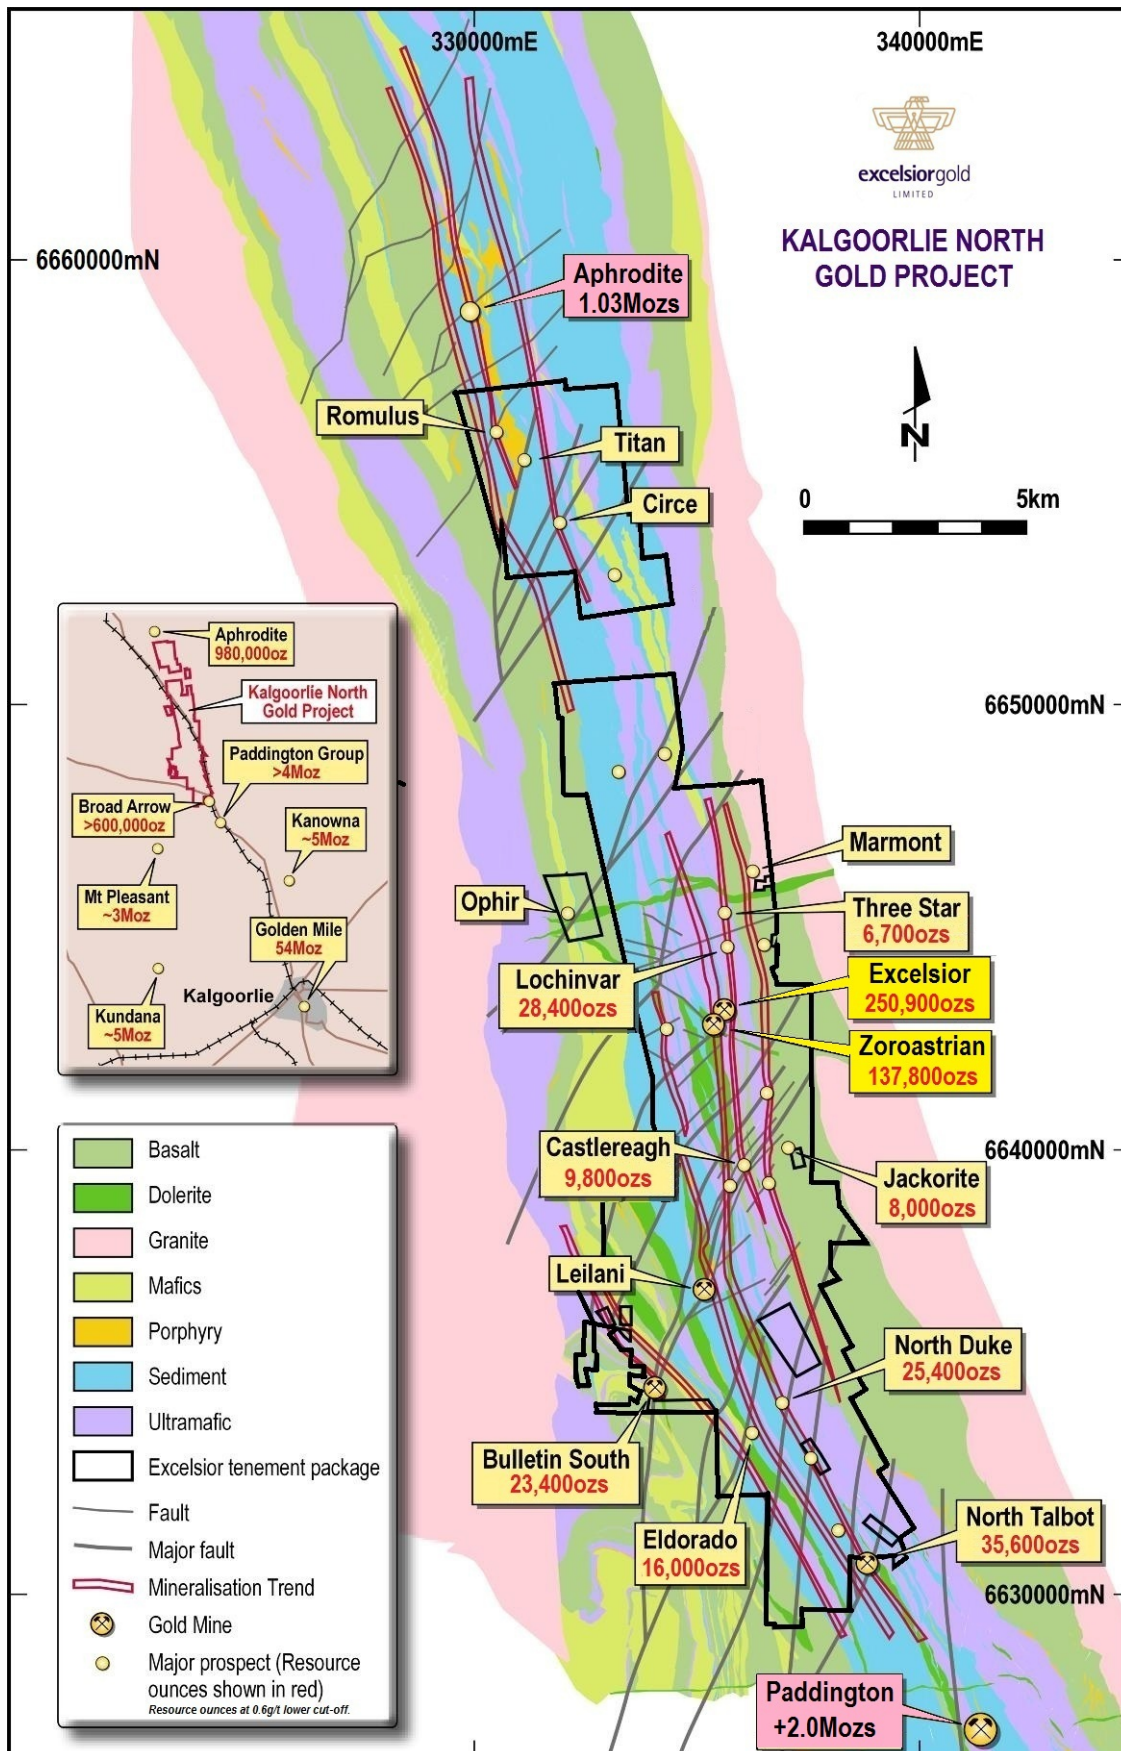 330000mE
340000mE
excelsiorgold
LIMITED
KALGOORLIE NORTH
GOLD PROJECT
6660000mN
Aphrodite
1.03Mozs
N
Romulus
Titan
Circe
0
5km
Aphrodite
980,000oz
Kalgoorlie North
Gold Project
Paddington Group
>4Moz
Broad Arrow
>600,000oz
Kanowna
~5Moz
Mt Pleasant
~3Moz
Golden Mile
54Moz
Kalgoorlie
Kundana
~5Moz
6650000mN
Marmont
Ophir
Three Star
6,700ozs
Lochinvar
28,400ozs
Excelsior
250,900ozs
Zoroastrian
137,800ozs
Castlereagh
9,800ozs
6640000mN
Jackorite
8,000ozs
Leilani
North Duke
25,400ozs
Bulletin South
23,400ozs
Eldorado
16,000ozs
North Talbot
35,600ozs
6630000mN
Paddington
+2.0Mozs
Basalt
Dolerite
Granite
Mafics
Porphyry
Sediment
Ultramafic
Excelsior tenement package
Fault
Major fault
Mineralisation Trend
Gold Mine
Major prospect (Resource
ounces shown in red)
Resource ounces at 0.6g/t lower cut-off.